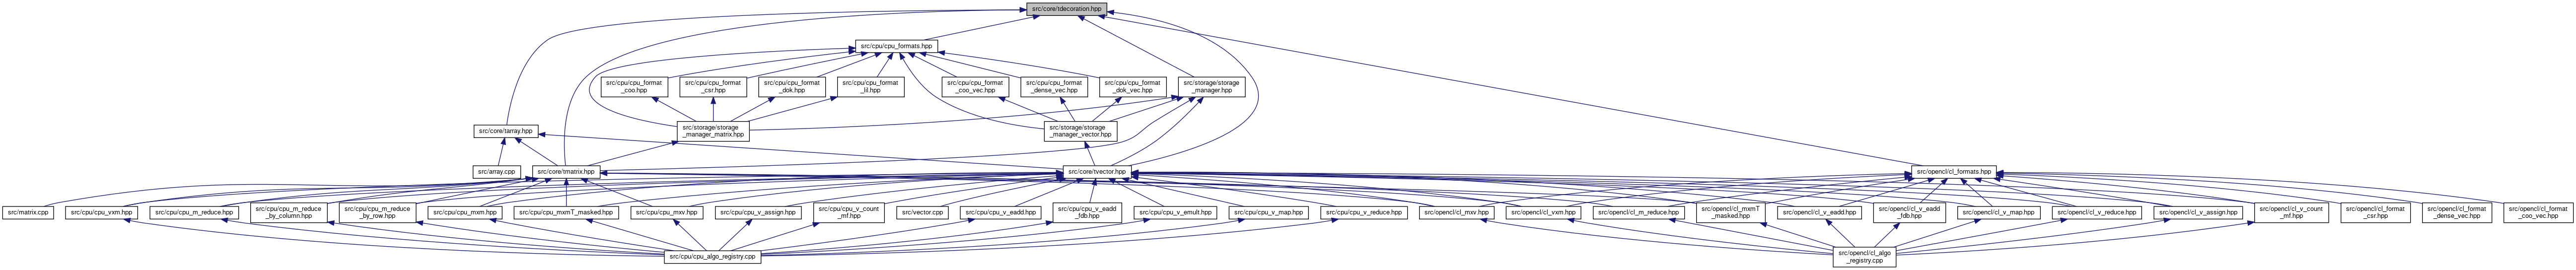 src/core/tdecoration.hpp
src/cpu/cpu_formats.hpp
src/cpu/cpu_format
_coo.hpp
src/cpu/cpu_format
_csr.hpp
src/cpu/cpu_format
_dok.hpp
src/cpu/cpu_format
_lil.hpp
src/cpu/cpu_format
_coo_vec.hpp
src/cpu/cpu_format
_dense_vec.hpp
src/cpu/cpu_format
_dok_vec.hpp
src/storage/storage
_manager.hpp
src/core/tarray.hpp
src/storage/storage
_manager_matrix.hpp
src/storage/storage
_manager_vector.hpp
src/array.cpp
src/core/tmatrix.hpp
src/core/tvector.hpp
src/opencl/cl_formats.hpp
src/matrix.cpp
src/cpu/cpu_vxm.hpp
src/cpu/cpu_m_reduce.hpp
src/cpu/cpu_m_reduce
_by_column.hpp
src/cpu/cpu_m_reduce
_by_row.hpp
src/cpu/cpu_mxm.hpp
src/cpu/cpu_mxmT_masked.hpp
src/cpu/cpu_mxv.hpp
src/cpu/cpu_v_assign.hpp
src/cpu/cpu_v_count
_mf.hpp
src/vector.cpp
src/cpu/cpu_v_eadd.hpp
src/cpu/cpu_v_eadd
_fdb.hpp
src/cpu/cpu_v_emult.hpp
src/cpu/cpu_v_map.hpp
src/cpu/cpu_v_reduce.hpp
src/opencl/cl_mxv.hpp
src/opencl/cl_vxm.hpp
src/opencl/cl_m_reduce.hpp
src/opencl/cl_mxmT
_masked.hpp
src/opencl/cl_v_eadd.hpp
src/opencl/cl_v_eadd
_fdb.hpp
src/opencl/cl_v_map.hpp
src/opencl/cl_v_reduce.hpp
src/opencl/cl_v_assign.hpp
src/opencl/cl_v_count
_mf.hpp
src/opencl/cl_format
_csr.hpp
src/opencl/cl_format
_dense_vec.hpp
src/opencl/cl_format
_coo_vec.hpp
src/cpu/cpu_algo_registry.cpp
src/opencl/cl_algo
_registry.cpp